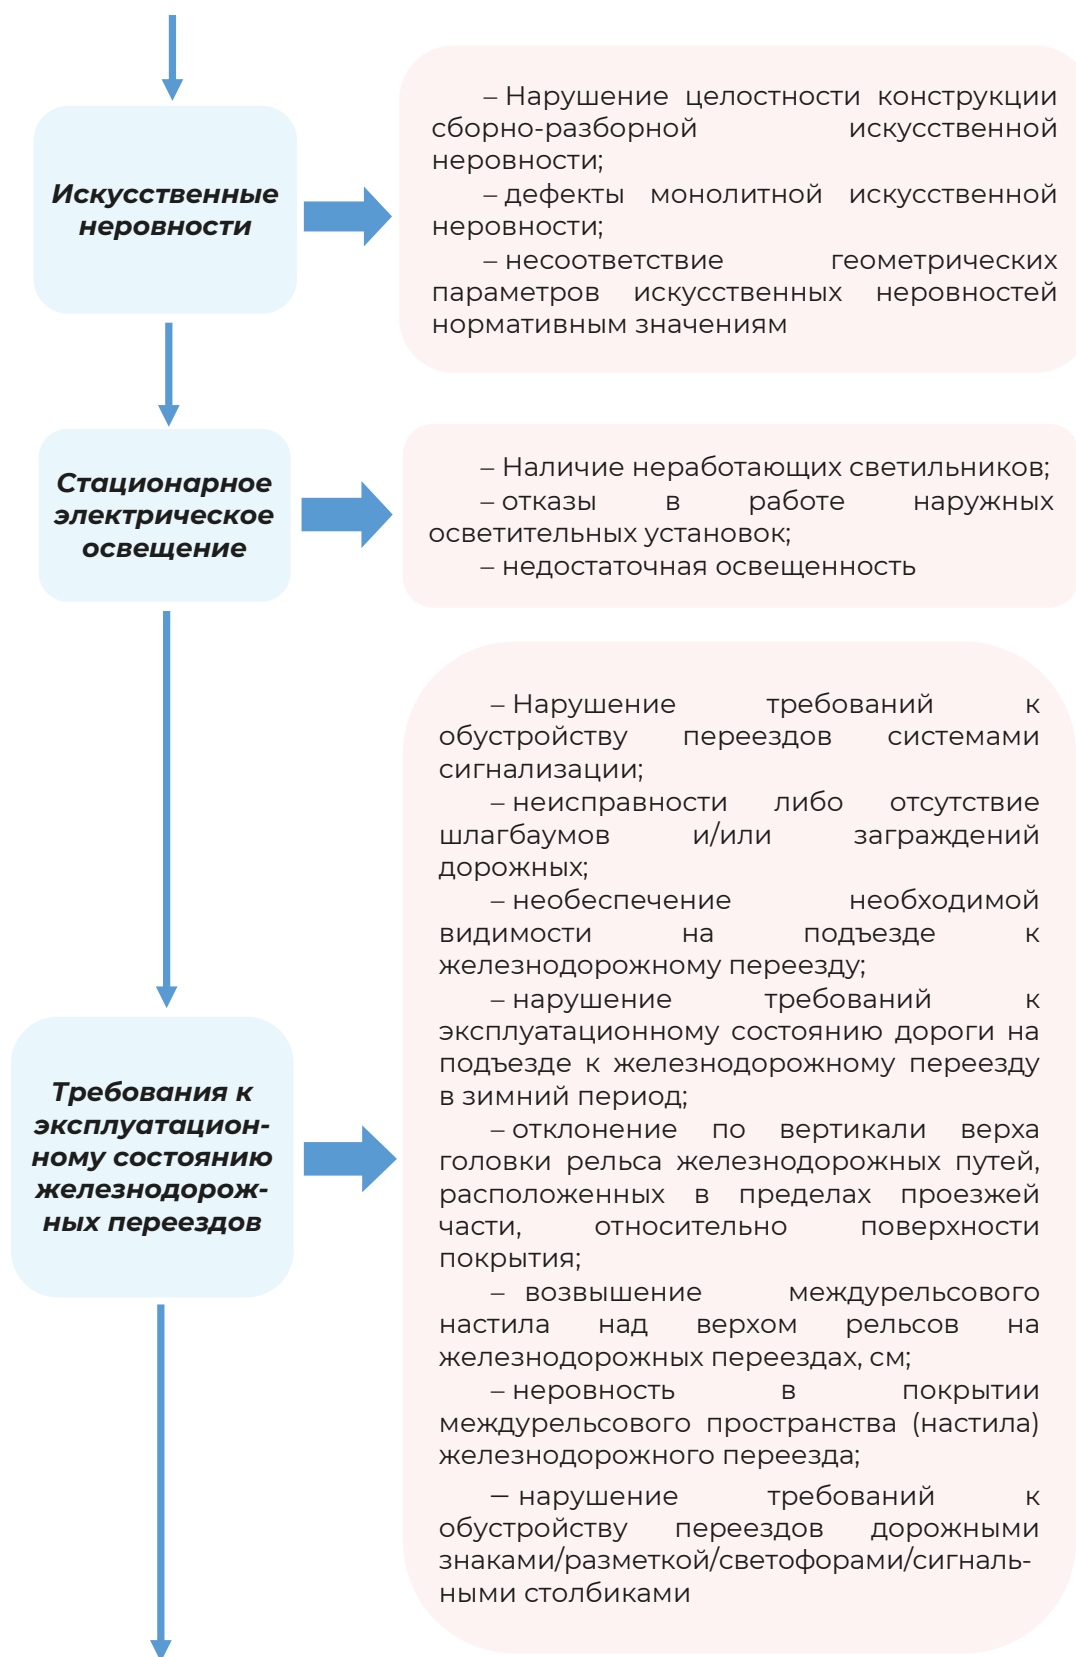 Искусственные
неровности
– Нарушение целостности конструкции
сборно-разборной искусственной
неровности;
– дефекты монолитной искусственной
неровности;
– несоответствие геометрических
параметров искусственных неровностей
нормативным значениям
Стационарное
электрическое
освещение
– Наличие неработающих светильников;
– отказы в работе наружных
осветительных установок;
– недостаточная освещенность
Требования к
эксплуатацион-
ному состоянию
железнодорож-
ных переездов
– Нарушение требований к
обустройству переездов системами
сигнализации;
– неисправности либо отсутствие
шлагбаумов и/или заграждений
дорожных;
– необеспечение необходимой
видимости на подъезде к
железнодорожному переезду;
– нарушение требований к
эксплуатационному состоянию дороги на
подъезде к железнодорожному переезду
в зимний период;
– отклонение по вертикали верха
головки рельса железнодорожных путей,
расположенных в пределах проезжей
части, относительно поверхности
покрытия;
– возвышение междурельсового
настила над верхом рельсов на
железнодорожных переездах, см;
– неровность в покрытии
междурельсового пространства (настила)
железнодорожного переезда;
– нарушение требований к
обустройству переездов дорожными
знаками/разметкой/светофорами/сигналь-
ными столбиками